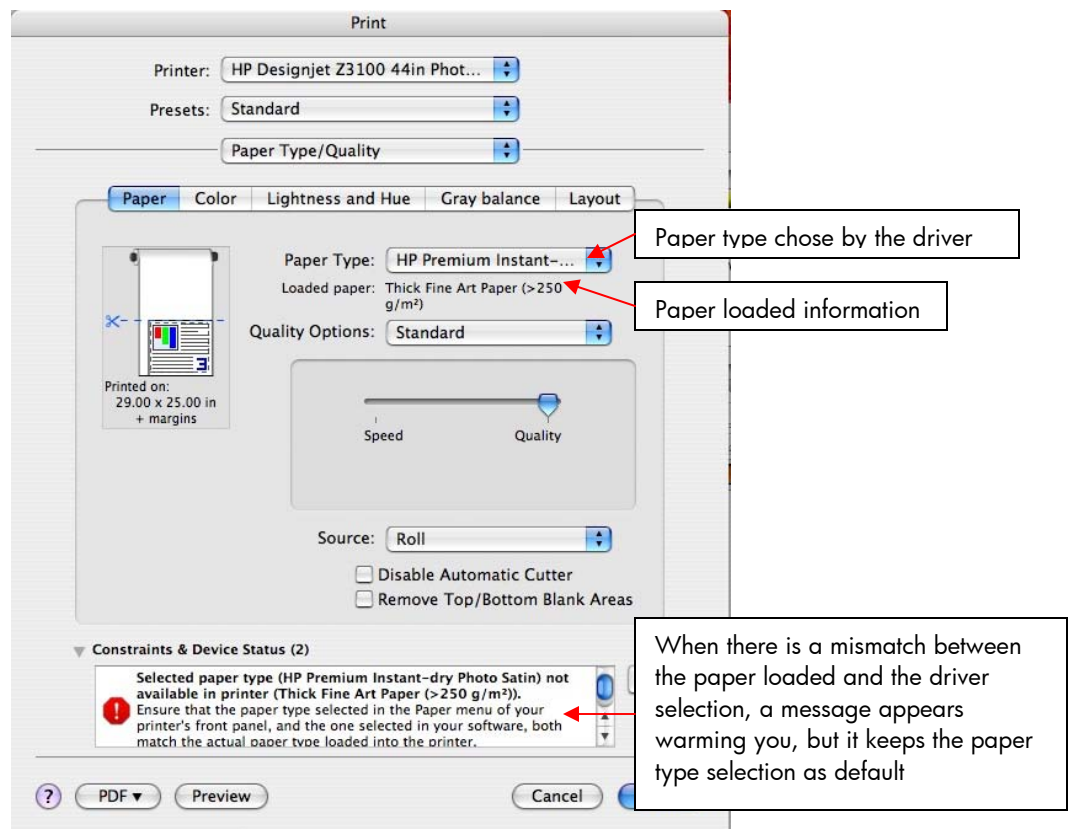 Print
Printer: HP Designjet Z3100 44in Phot...
Presets: Standard
Paper Type/Quality
Paper Color Lightness and Hue Gray balance Layout
Paper Type: HP Premium Instant-...
Loaded paper: Thick Fine Art Paper (>250
g/m²)
Quality Options: Standard
3
Printed on:
29.00 x 25.00 in
+ margins
Speed Quality
Source: Roll
Disable Automatic Cutter
Remove Top/Bottom Blank Areas
Constraints & Device Status (2)
Selected paper type (HP Premium Instant-dry Photo Satin) not
available in printer (Thick Fine Art Paper (>250 g/m²)).
Ensure that the paper type selected in the Paper menu of your
printer's front panel, and the one selected in your software, both
match the actual paper type loaded into the printer.
? PDF Preview Cancel
Paper type chose by the driver
Paper loaded information
When there is a mismatch between
the paper loaded and the driver
selection, a message appears
warming you, but it keeps the paper
type selection as default